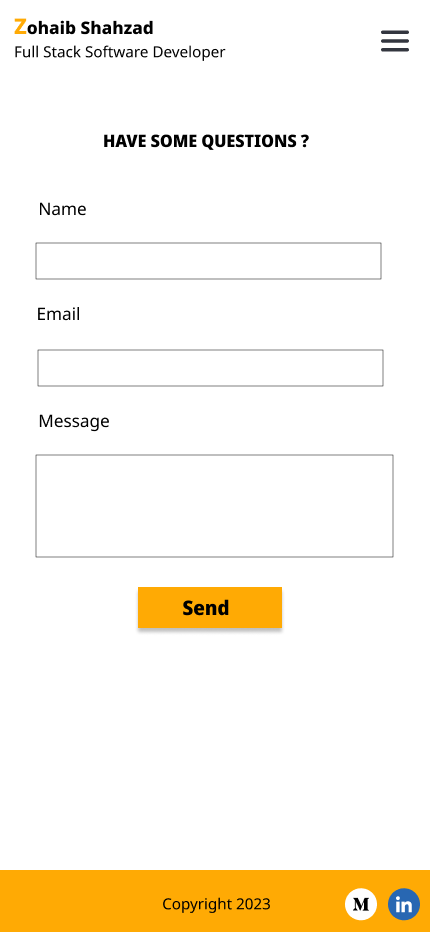 Zohaib Shahzad
Full Stack Software Developer
HAVE SOME QUESTIONS ?
Name
Email
Message
Send
Copyright 2023
M
in